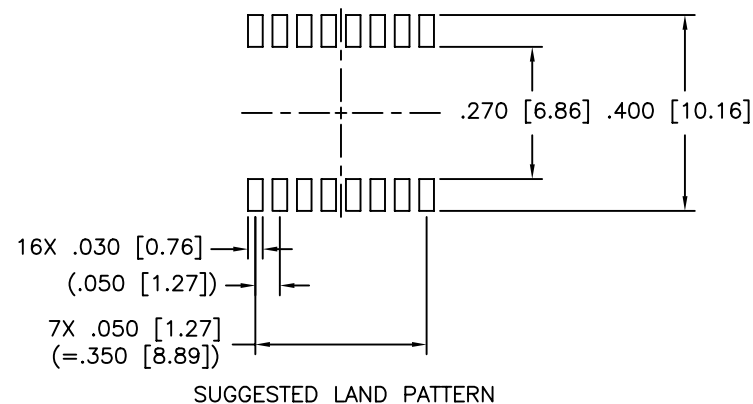 .270 [6.86] .400 [10.16]
16X .030 [0.76]
(.050 [1.27])
7X .050 [1.27]
(=.350 [8.89])
SUGGESTED LAND PATTERN